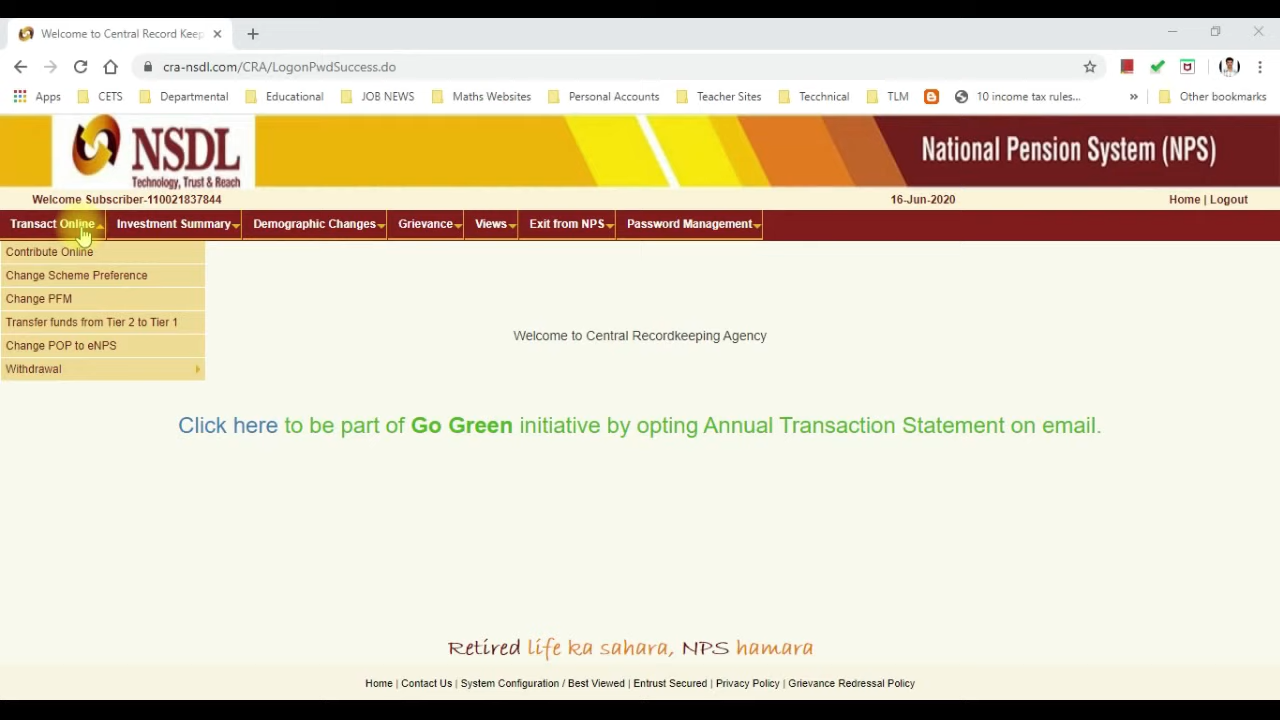 Welcome to Central Record Keep
cra-nsdl.com/CRA/LogonPwdSuccess.do
Apps CETS Departmental Educational JOB NEWS Maths Websites Personal Accounts Teacher Sites Tecchnical TLM 10 income tax rules... » Other bookmarks
NSDL
Technology, Trust & Reach
National Pension System (NPS)
Welcome Subscriber-110021837844 16-Jun-2020 Home | Logout
Transact Online Investment Summary Demographic Changes Grievance Views Exit from NPS Password Management
Contribute Online
Change Scheme Preference
Change PFM
Transfer funds from Tier 2 to Tier 1
Change POP to eNPS
Withdrawal
Welcome to Central Recordkeeping Agency
Click here to be part of Go Green initiative by opting Annual Transaction Statement on email.
Retired life ka sahara, NPS hamara
Home | Contact Us | System Configuration / Best Viewed | Entrust Secured | Privacy Policy | Grievance Redressal Policy